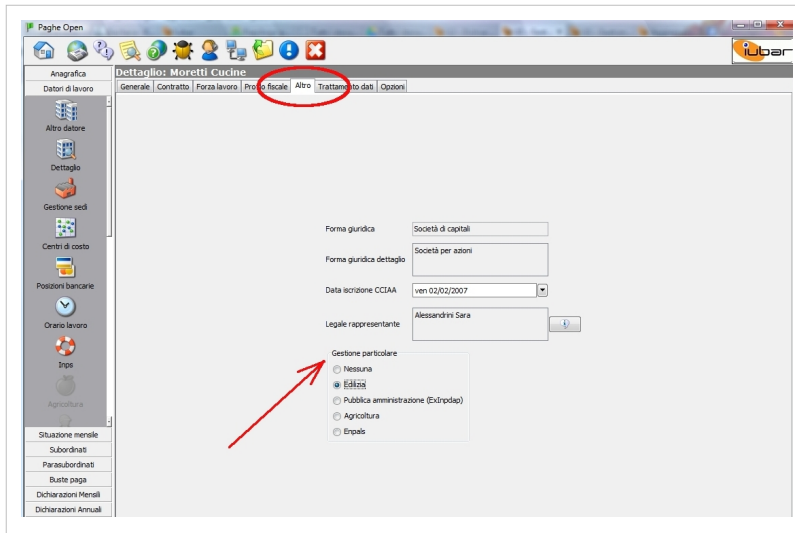 Paghe Open
iubar
Anagrafica
Datori di lavoro
Altro datore
Dettaglio
Gestione sedi
Centri di costo
Posizioni bancarie
Orario lavoro
Inps
Agricoltura
Situazione mensile
Subordinati
Parasubordinati
Buste paga
Dichiarazioni Mensili
Dichiarazioni Annuali
Dettaglio: Moretti Cucine
Generale Contratto Forza lavoro Profilo fiscale Altro Trattamento dati Opzioni
Forma giuridica Società di capitali
Forma giuridica dettaglio Società per azioni
Data iscrizione CCIAA ven 02/02/2007
Legale rappresentante Alessandrini Sara
Gestione particolare
Nessuna
Edilizia
Pubblica amministrazione (ExInpdap)
Agricoltura
Enpals